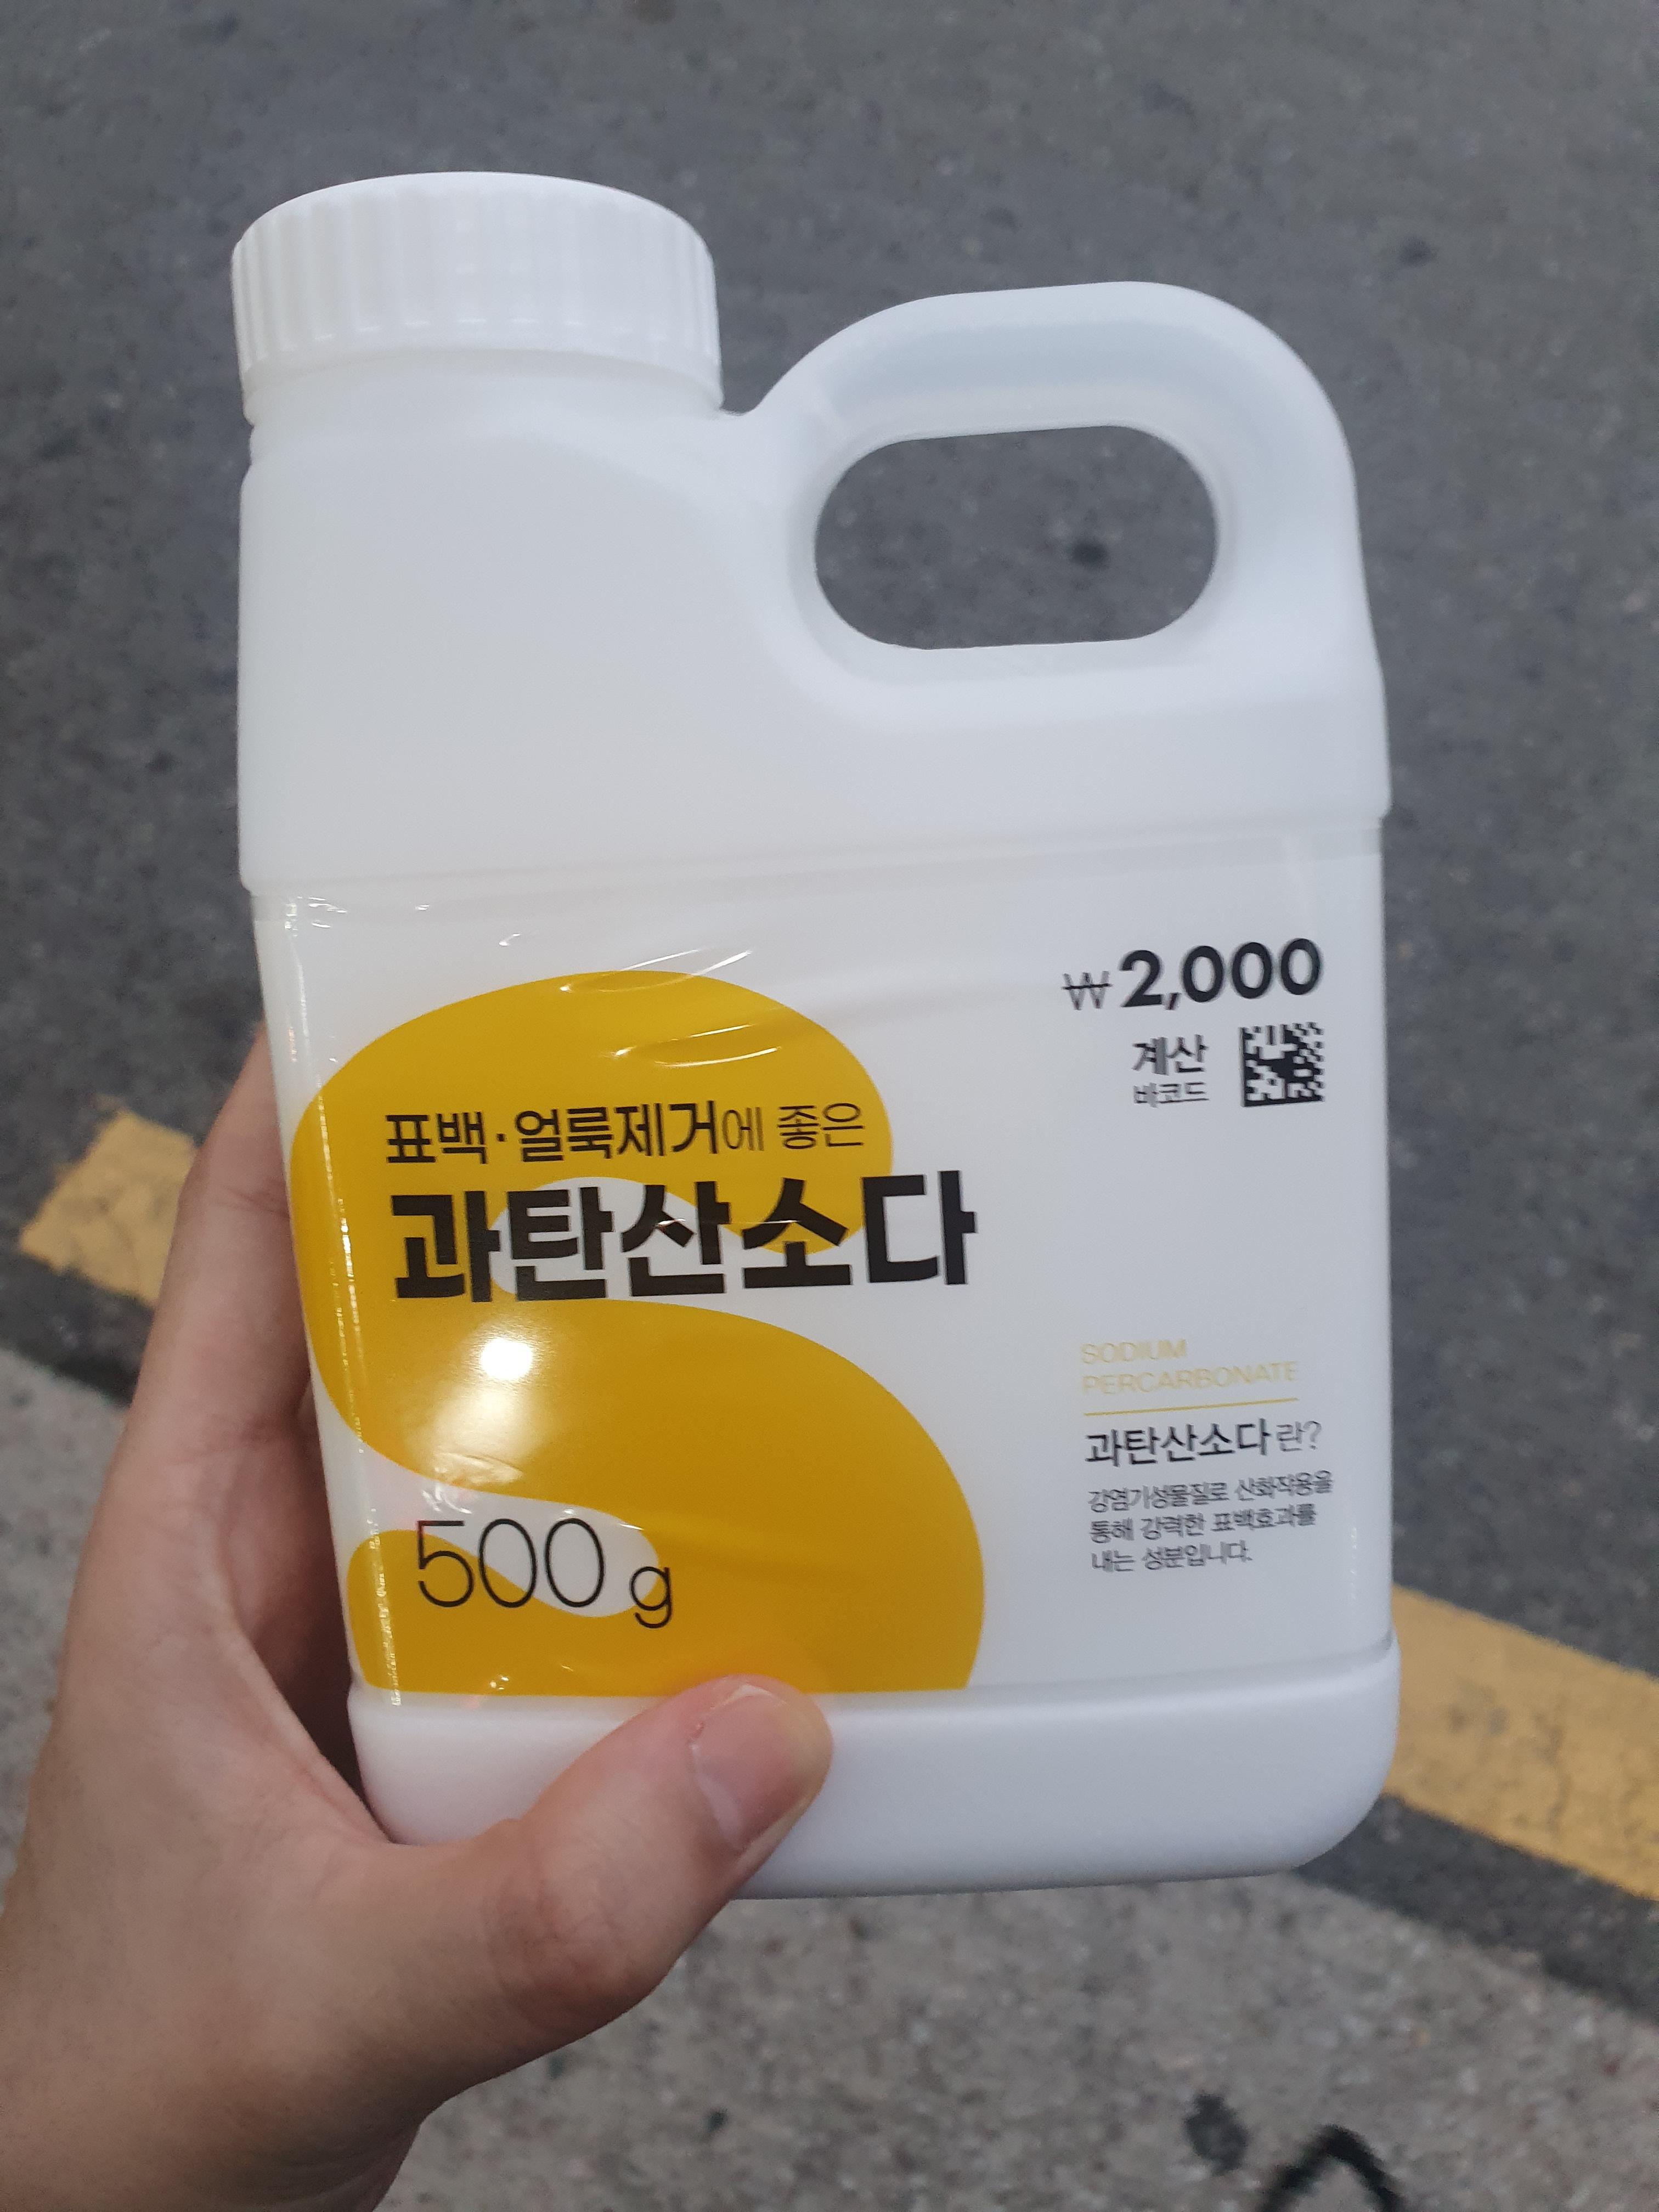 ₩2,000
계산
바코드
표백·얼룩제거에 좋은
과탄산소다
SODIUM
PERCARBONATE
과탄산소다란?
강염기성물질로 산화작용을
통해 강력한 표백효과를
내는 성분입니다.
500 g